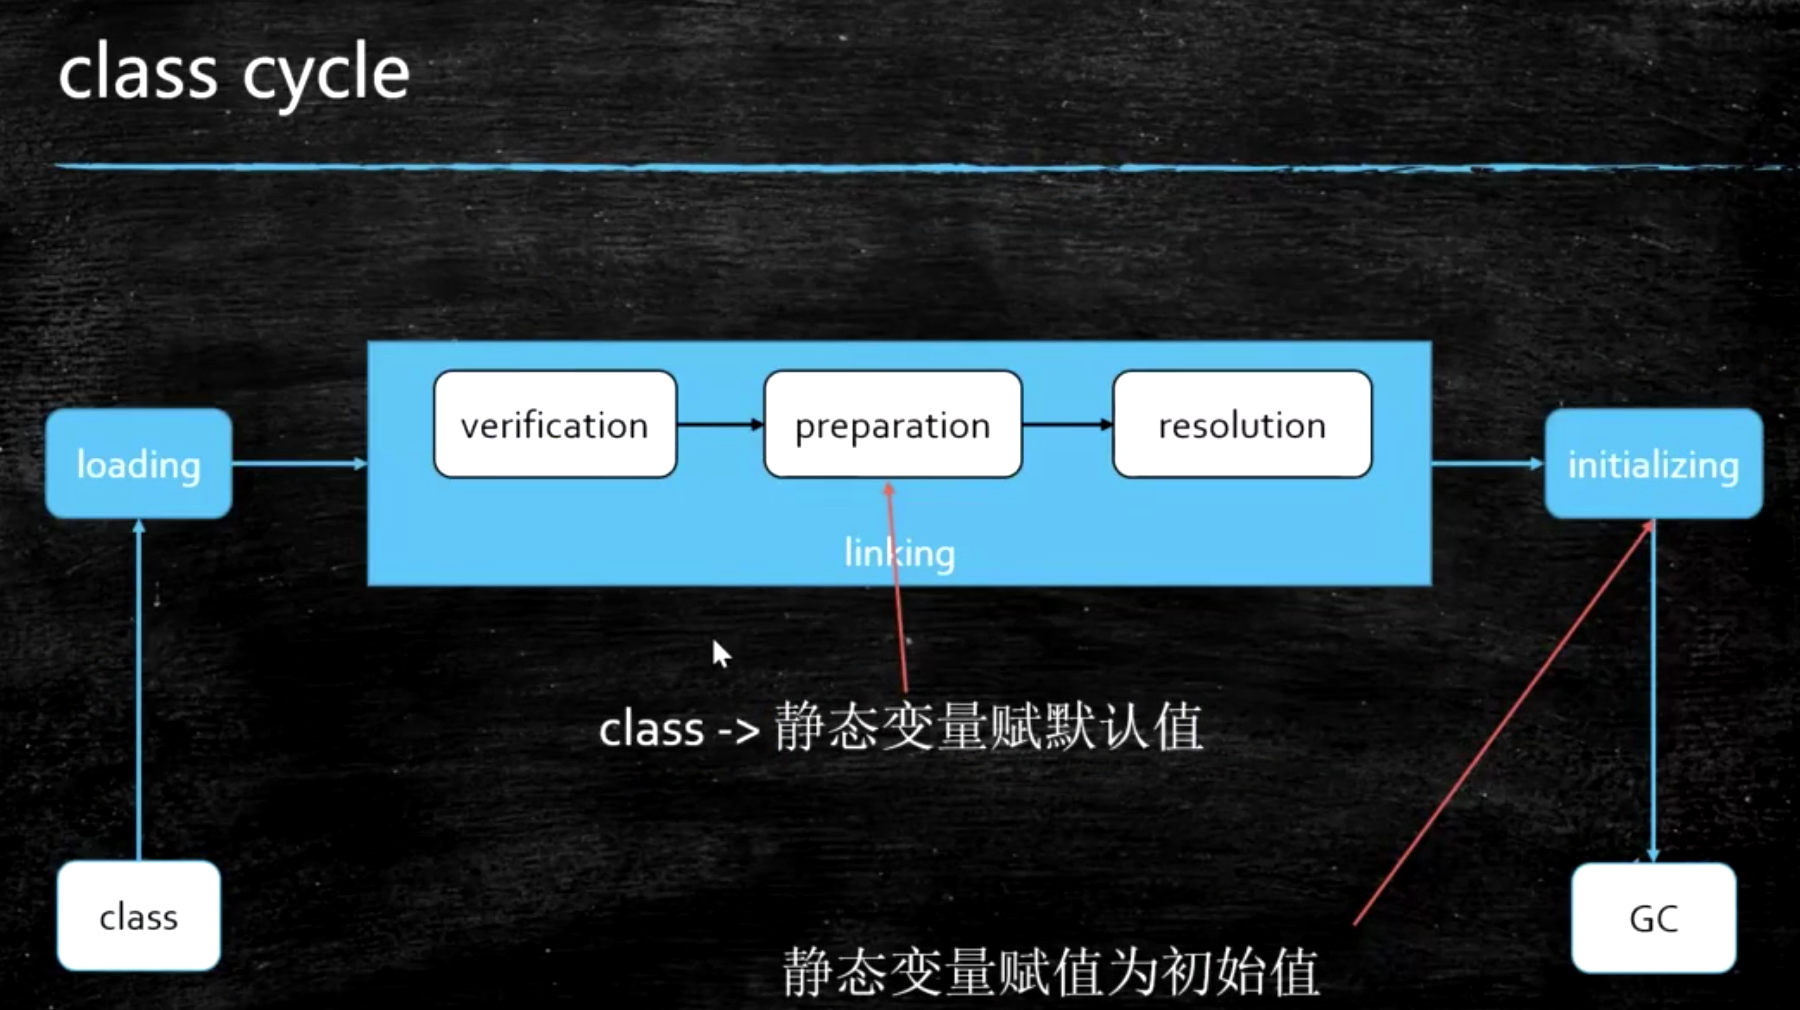 class cycle
verification
preparation
resolution
loading
initializing
linking
class -> 静态变量赋默认值
class
GC
静态变量赋值为初始值